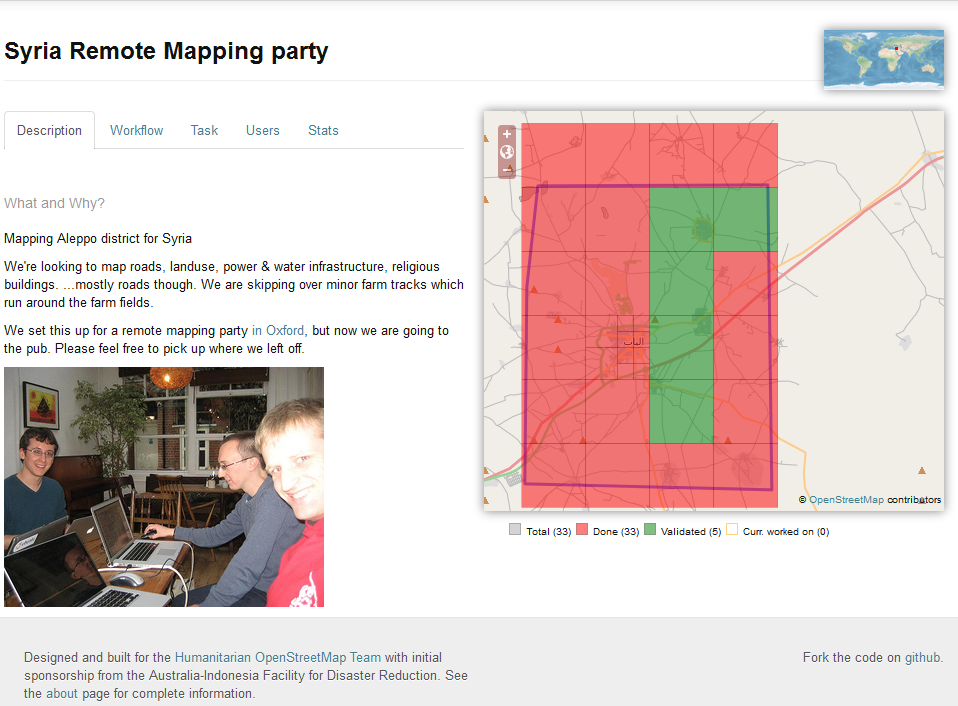 Syria Remote Mapping party
Description Workflow Task Users Stats
What and Why?
Mapping Aleppo district for Syria
We're looking to map roads, landuse, power & water infrastructure, religious
buildings. ...mostly roads though. We are skipping over minor farm tracks which
run around the farm fields.
We set this up for a remote mapping party in Oxford, but now we are going to
the pub. Please feel free to pick up where we left off.
+
الباب
© OpenStreetMap contributors
Total (33) Done (33) Validated (5) Curr. worked on (0)
Designed and built for the Humanitarian OpenStreetMap Team with initial
sponsorship from the Australia-Indonesia Facility for Disaster Reduction. See
the about page for complete information.
Fork the code on github.